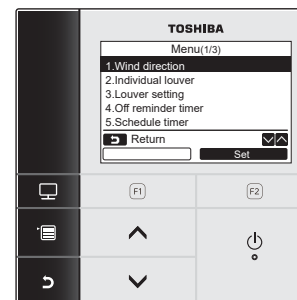 TOSHIBA
Menu(1/3)
1.Wind direction
2.Individual louver
3.Louver setting
4.Off reminder timer
5.Schedule timer
Return
Set
F1
F2